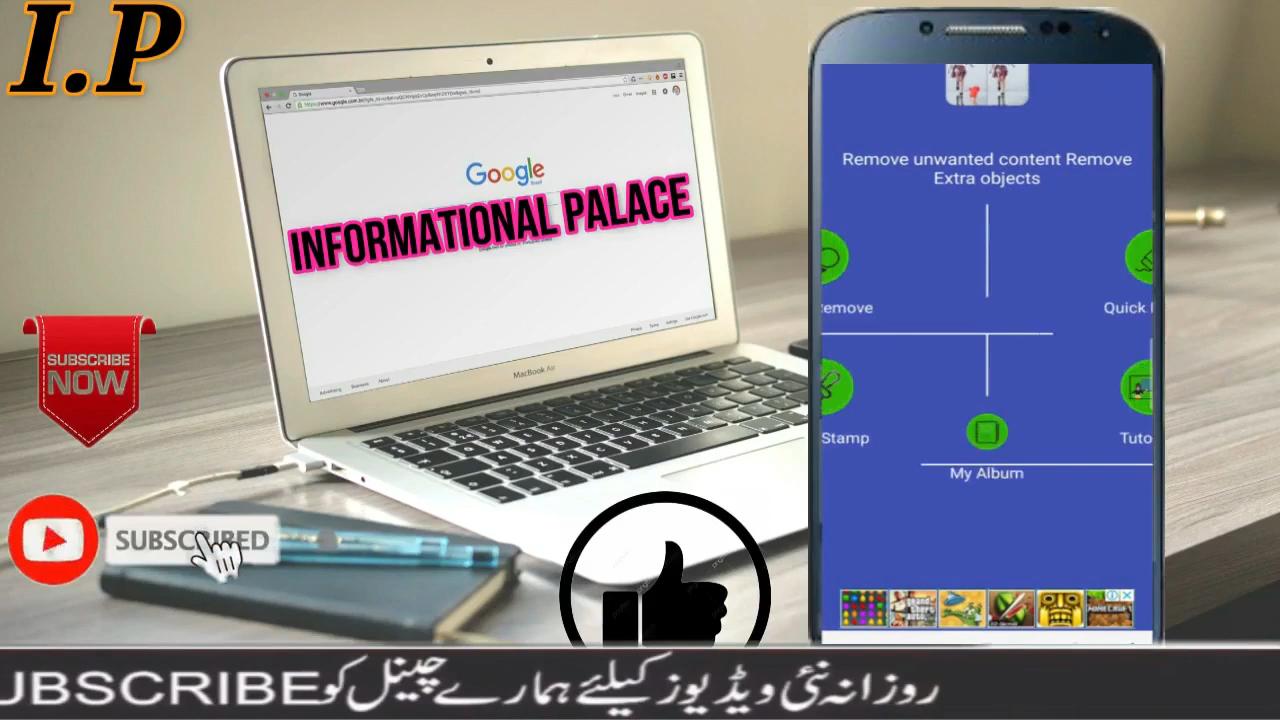 I.P
Google
INFORMATIONAL PALACE
MacBook Air
SUBSCRIBE
NOW
SUBSCRIBED
Remove unwanted content Remove
Extra objects
emove
Quick
Stamp
Tuto
My Album
روزانہ نئی ویڈیوز کیلئے ہمارے چینل کو UBSCRIBE